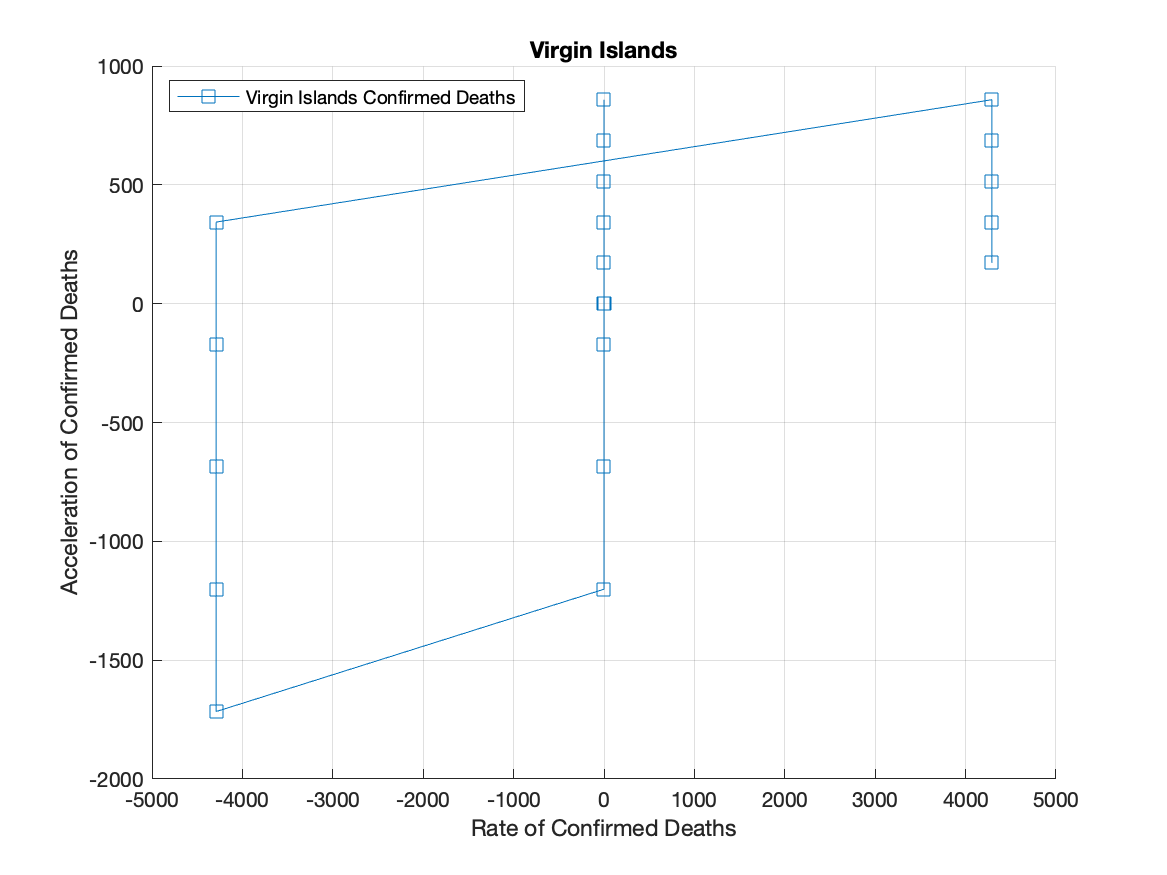 Virgin Islands
Virgin Islands Confirmed Deaths
Acceleration of Confirmed Deaths
1000
500
0
-500
-1000
-1500
-2000
-5000 -4000 -3000 -2000 -1000 0 1000 2000 3000 4000 5000
Rate of Confirmed Deaths